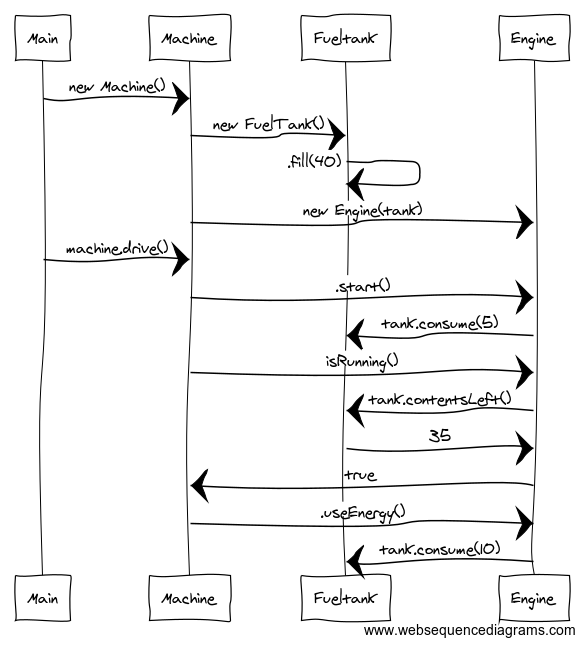 Main
Machine
Fueltank
Engine
new Machine()
new FuelTank()
.fill(40)
new Engine(tank)
machine.drive()
.start()
tank.consume(5)
isRunning()
tank.contentsLeft()
35
true
.useEnergy()
tank.consume(10)
Main
Machine
Fueltank
Engine
www.websequencediagrams.com